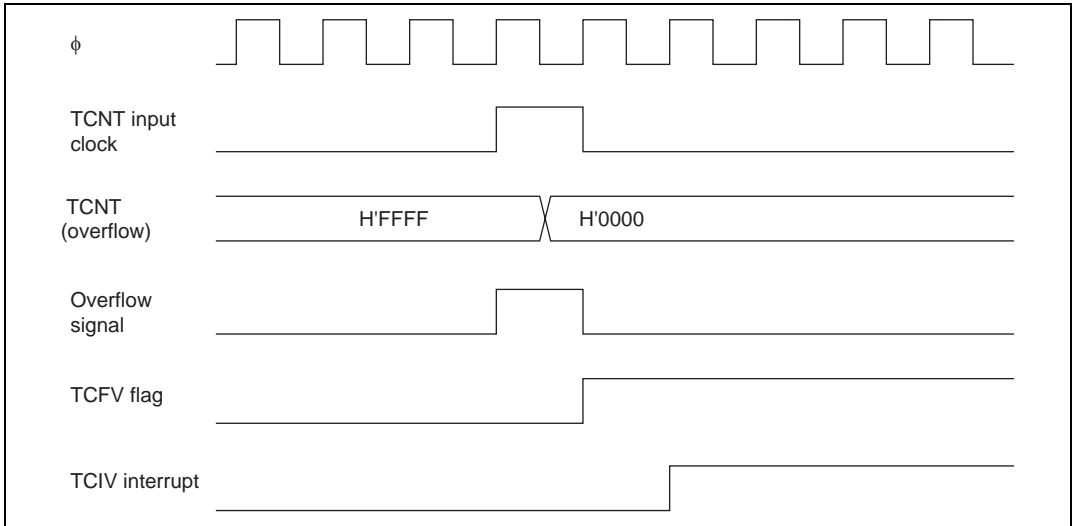 ϕ
TCNT input
clock
TCNT
(overflow)
H'FFFF
H'0000
Overflow
signal
TCFV flag
TCIV interrupt